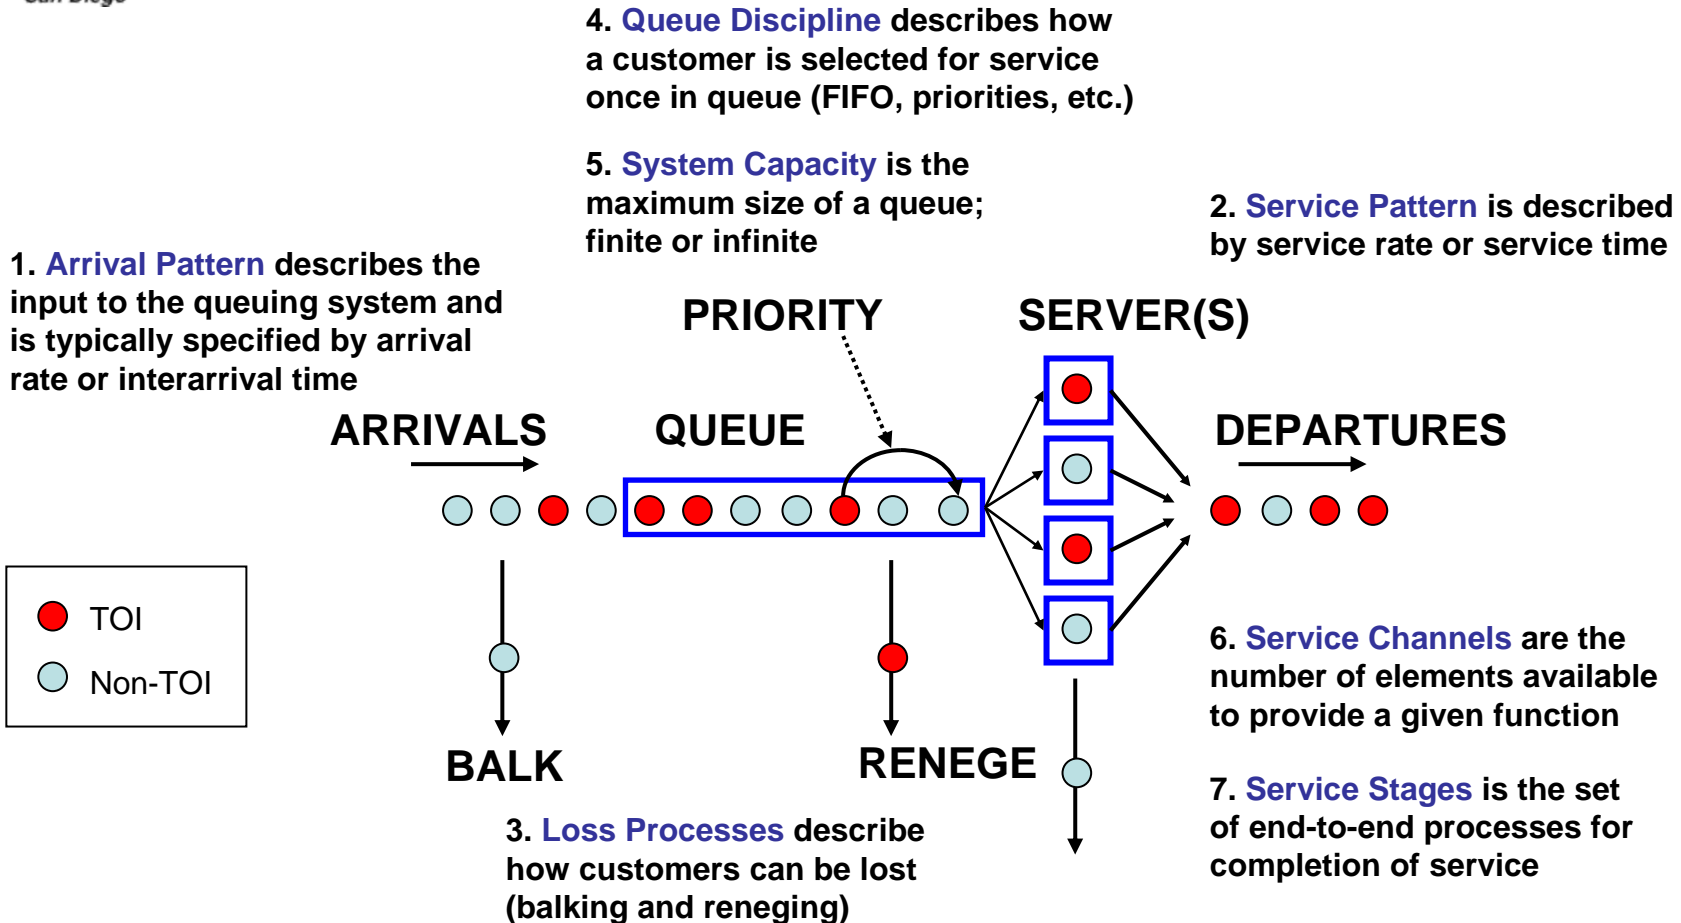 San Diego
4. Queue Discipline describes how
a customer is selected for service
once in queue (FIFO, priorities, etc.)
5. System Capacity is the
maximum size of a queue;
finite or infinite
2. Service Pattern is described
by service rate or service time
1. Arrival Pattern describes the
input to the queuing system and
is typically specified by arrival
rate or interarrival time
PRIORITY
SERVER(S)
ARRIVALS
QUEUE
DEPARTURES
TOI
Non-TOI
BALK
RENEGE
6. Service Channels are the
number of elements available
to provide a given function
7. Service Stages is the set
of end-to-end processes for
completion of service
3. Loss Processes describe
how customers can be lost
(balking and reneging)